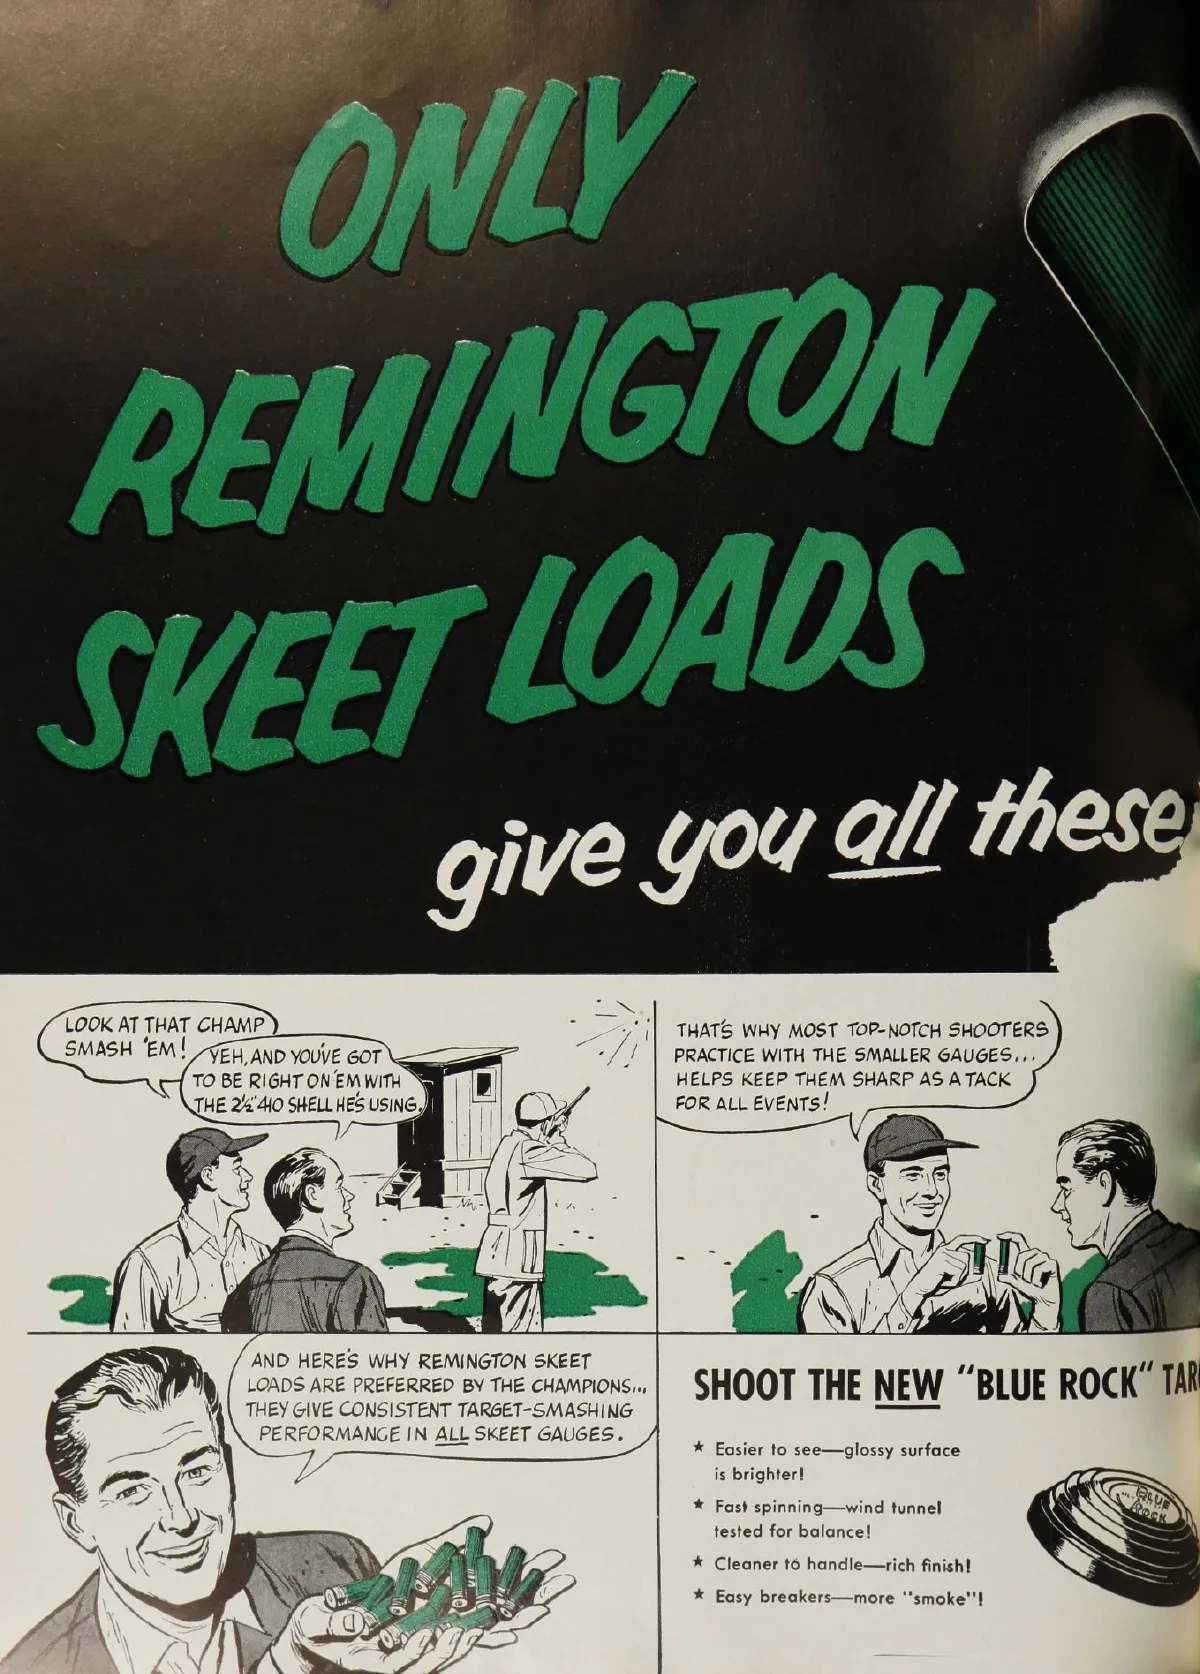 ONLY
REMINGTON
SKEET LOADS
give you all these
LOOK AT THAT CHAMP
SMASH 'EM!
YEH, AND YOU'VE GOT
TO BE RIGHT ON 'EM WITH
THE 2½" 410 SHELL HE'S USING.
THAT'S WHY MOST TOP-NOTCH SHOOTERS
PRACTICE WITH THE SMALLER GAUGES...
HELPS KEEP THEM SHARP AS A TACK
FOR ALL EVENTS!
AND HERE'S WHY REMINGTON SKEET
LOADS ARE PREFERRED BY THE CHAMPIONS...
THEY GIVE CONSISTENT TARGET-SMASHING
PERFORMANCE IN ALL SKEET GAUGES.
SHOOT THE NEW "BLUE ROCK"
★ Easier to see—glossy surface
is brighter!
★ Fast spinning—wind tunnel
tested for balance!
★ Cleaner to handle—rich finish!
★ Easy breakers—more "smoke"!
BLUE
ROCK